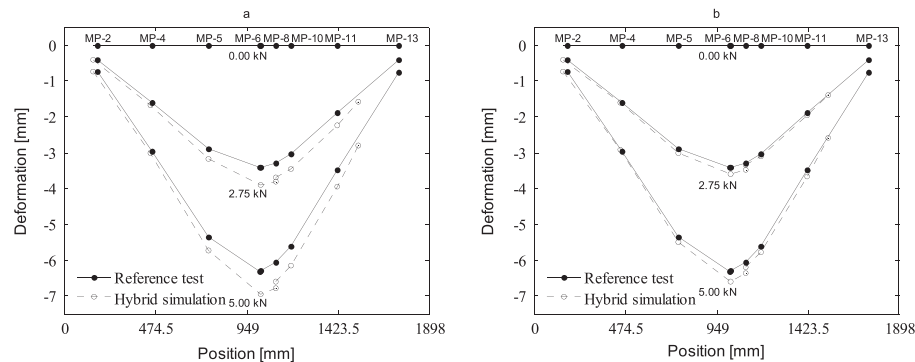 a
MP-2 MP-4 MP-5 MP-6 MP-8 MP-10 MP-11 MP-13
0
0.00 kN
-1
-2
-3
-4
-5
-6
-7
Deformation [mm]
2.75 kN
Reference test
Hybrid simulation
5.00 kN
0 474.5 949 1423.5 1898
Position [mm]
b
MP-2 MP-4 MP-5 MP-6 MP-8 MP-10 MP-11 MP-13
0
0.00 kN
-1
-2
-3
-4
-5
-6
-7
Deformation [mm]
2.75 kN
Reference test
Hybrid simulation
5.00 kN
0 474.5 949 1423.5 1898
Position [mm]